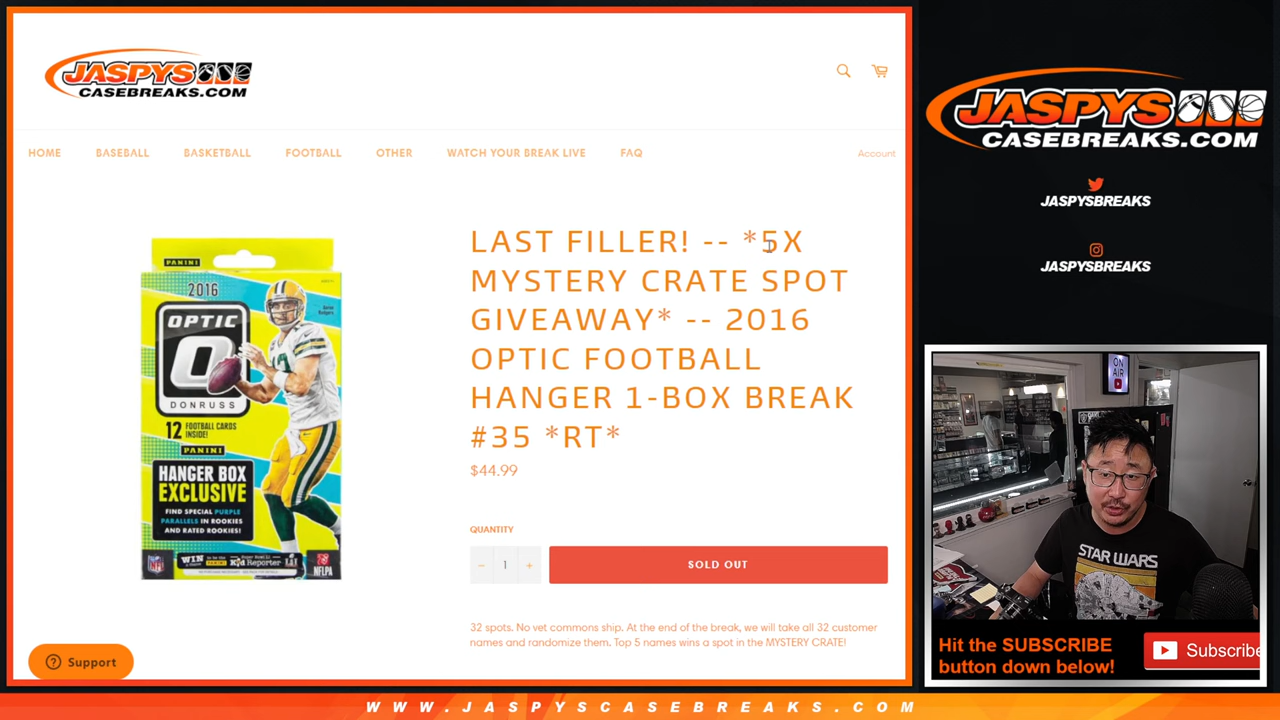 JASPYS
CASEBREAKS.COM
HOME BASEBALL BASKETBALL FOOTBALL OTHER WATCH YOUR BREAK LIVE FAQ Account
PANINI
2016
OPTIC
DONRUSS
12 FOOTBALL CARDS INSIDE!
PANINI
HANGER BOX
EXCLUSIVE
FIND SPECIAL PURPLE
PARALLELS IN ROOKIES
AND RATED ROOKIES!
WIN
Kid Reporter
NFLPA
LAST FILLER! -- *5X
MYSTERY CRATE SPOT
GIVEAWAY* -- 2016
OPTIC FOOTBALL
HANGER 1-BOX BREAK
#35 *RT*
$44.99
QUANTITY
− 1 +
SOLD OUT
32 spots. No vet commons ship. At the end of the break, we will take all 32 customer
names and randomize them. Top 5 names wins a spot in the MYSTERY CRATE!
Support
JASPYS
CASEBREAKS.COM
JASPYSBREAKS
JASPYSBREAKS
ON
AIR
STAR WARS
Hit the SUBSCRIBE
button down below!
Subscribe
WWW.JASPYSCASEBREAKS.COM